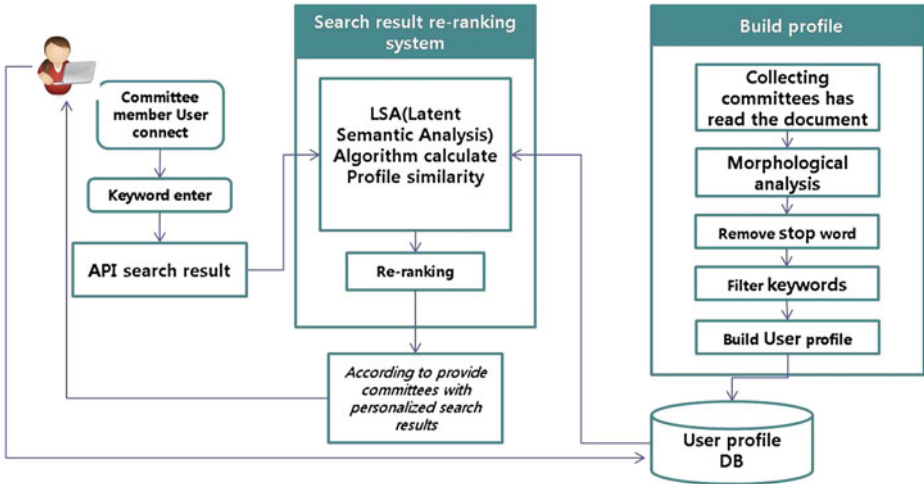 Committee
member User
connect
Keyword enter
API search result
Search result re-ranking
system
LSA(Latent
Semantic Analysis)
Algorithm calculate
Profile similarity
Re-ranking
According to provide
committees with
personalized search
results
Build profile
Collecting
committees has
read the document
Morphological
analysis
Remove stop word
Filter keywords
Build User profile
User profile
DB